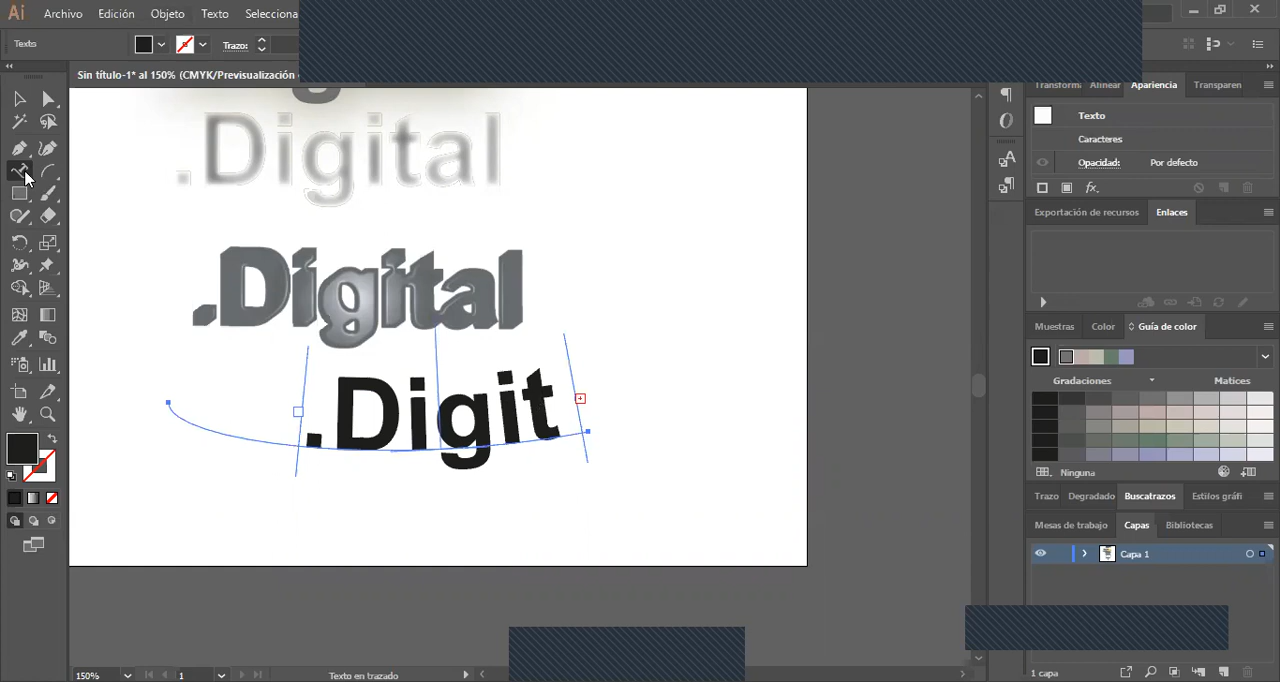 Ai Archivo Edición Objeto Texto Selecciona
Texts Trazo:
Sin título-1* al 150% (CMYK/Previsualización
Transform Alinear Apariencia Transparen
Texto
Caracteres
Opacidad: Por defecto
fx.
Exportación de recursos Enlaces
Muestras Color Guía de color
Gradaciones Matices
Ninguna
Trazo Degradado Buscatrazos Estilos gráfi
Mesas de trabajo Capas Bibliotecas
Capa 1
.Digital
.Digital
.Digit
150% 1 Texto en trazado
1 capa